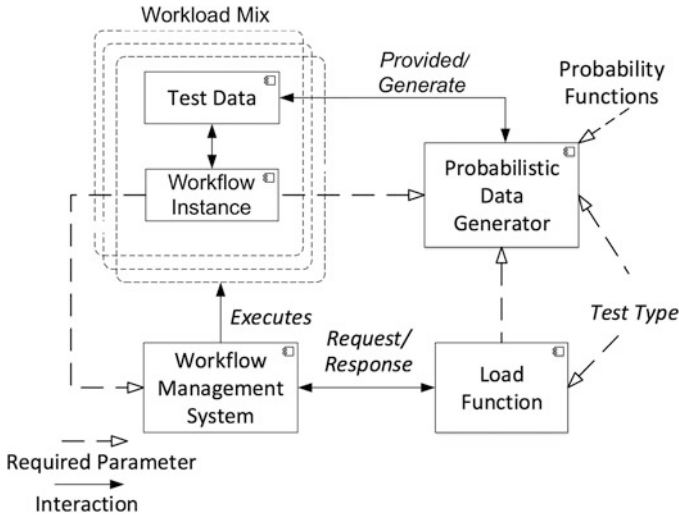 Workload Mix
Test Data
Provided/
Generate
Probability
Functions
Workflow
Instance
Probabilistic
Data
Generator
Executes
Request/
Response
Test Type
Workflow
Management
System
Load
Function
Required Parameter
Interaction